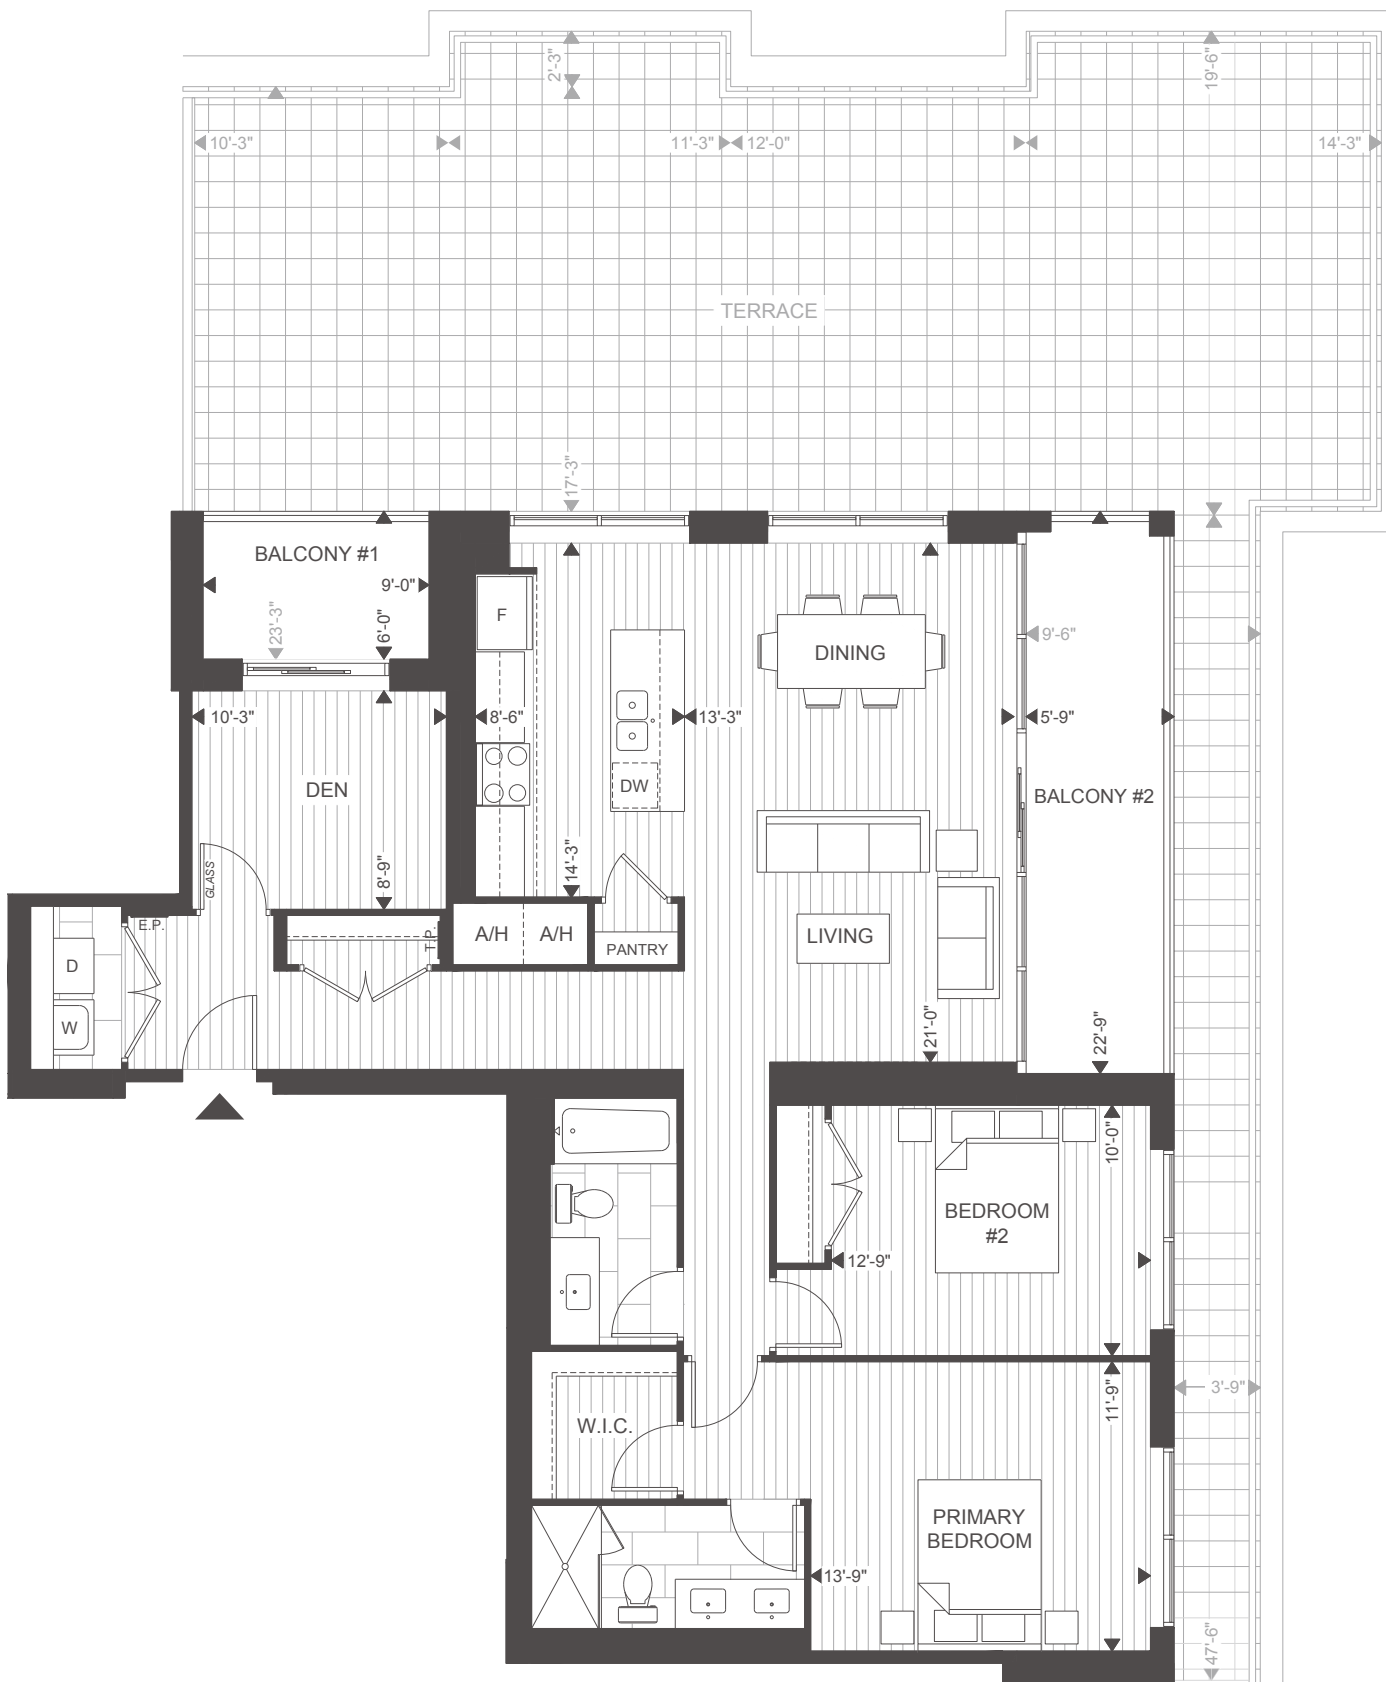 2'-3"
19'-6"
10'-3"
11'-3"
12'-0"
14'-3"
TERRACE
17'-3"
BALCONY #1
9'-0"
23'-3"
6'-0"
F
DINING
9'-6"
10'-3"
8'-6"
13'-3"
5'-9"
DEN
DW
BALCONY #2
GLASS
8'-9"
14'-3"
E.P.
T.P.
A/H
A/H
PANTRY
LIVING
D
W
21'-0"
22'-9"
10'-0"
BEDROOM
#2
12'-9"
11'-9"
3'-9"
W.I.C.
PRIMARY
BEDROOM
13'-9"
47'-6"